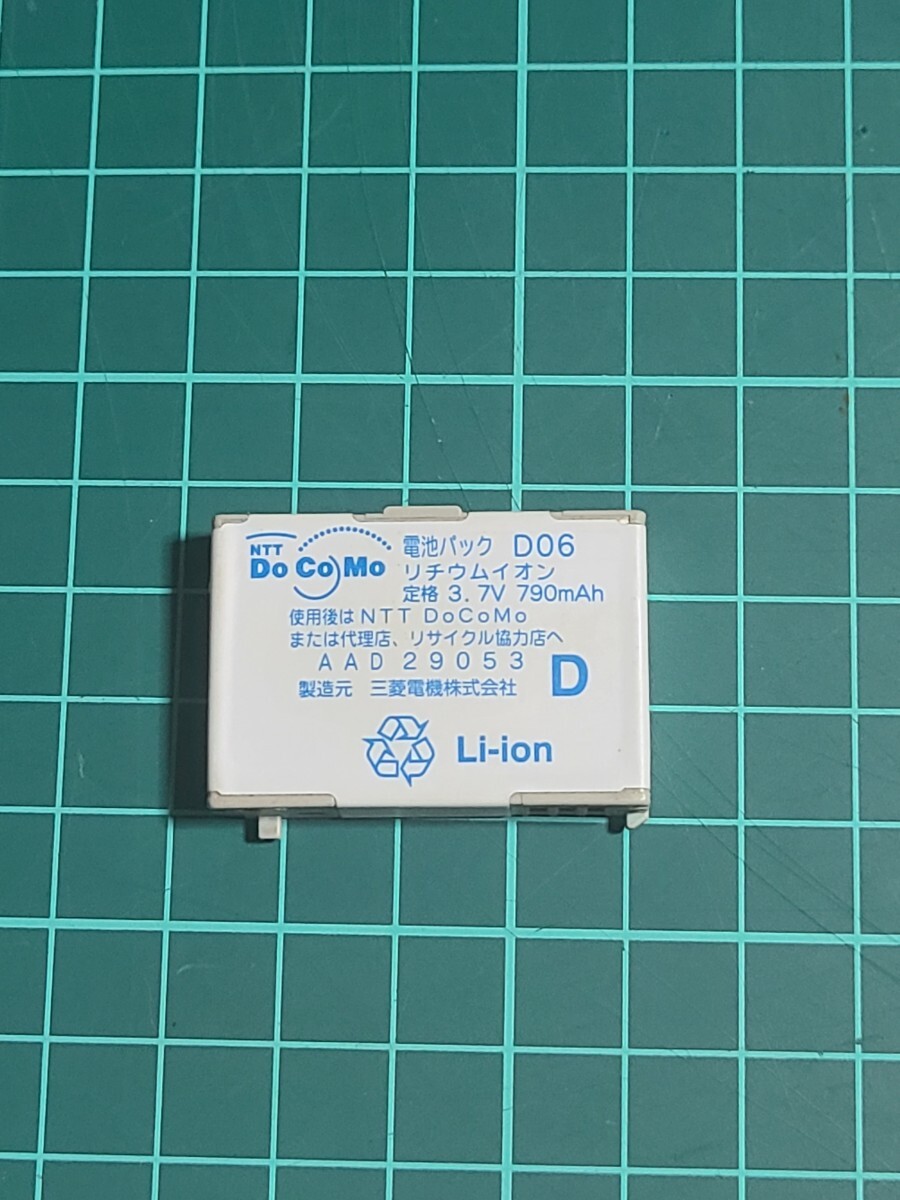 NTT
DoCoMo
電池パック D06
リチウムイオン
定格 3.7V 790mAh
使用後はNTT DoCoMo
または代理店、リサイクル協力店へ
AAD29053
D
製造元 三菱電機株式会社
Li-ion